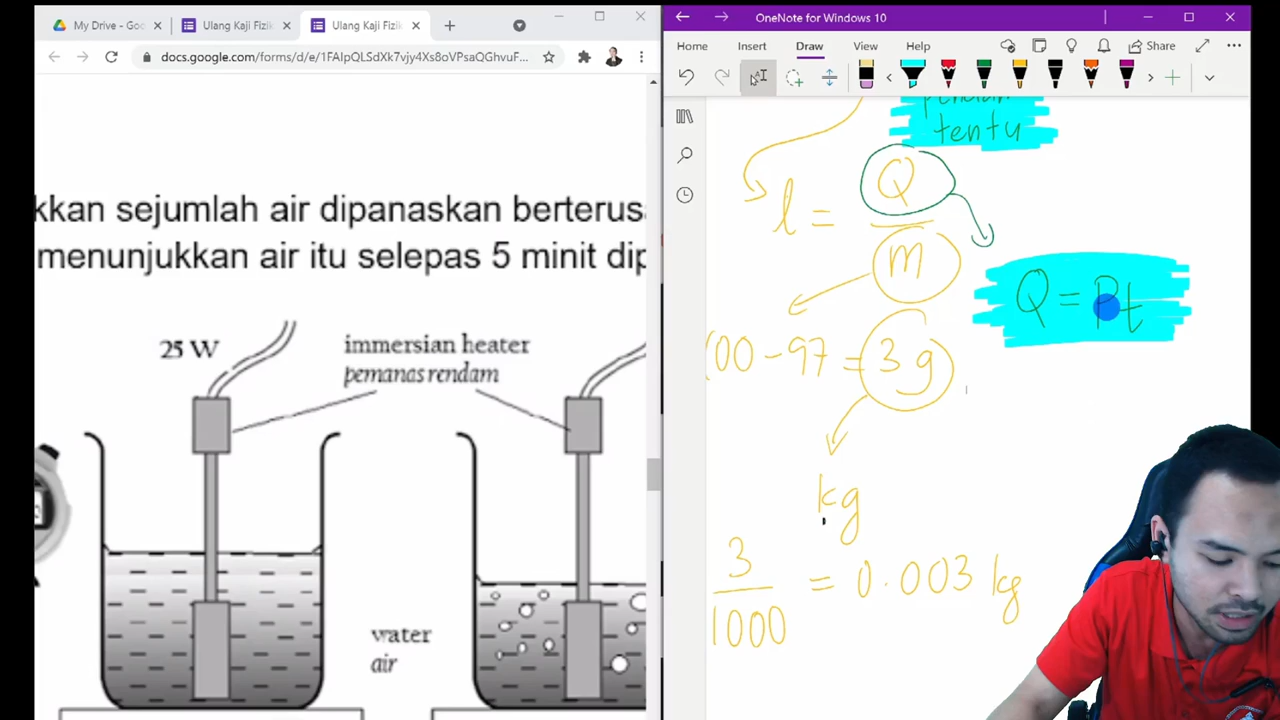 My Drive - Goo
Ulang Kaji Fizik
Ulang Kaji Fizik
docs.google.com/forms/d/e/1FAIpQLSdXk7vjy4Xs8oVPsaQGhvuF...
kkan sejumlah air dipanaskan berterus
menunjukkan air itu selepas 5 minit dip
25 W
immersian heater
pemanas rendam
water
air
OneNote for Windows 10
Home Insert Draw View Help Share
tentu
l = Q
m
Q = Pt
100 - 97 = 3g
kg
3
1000
= 0.003 kg